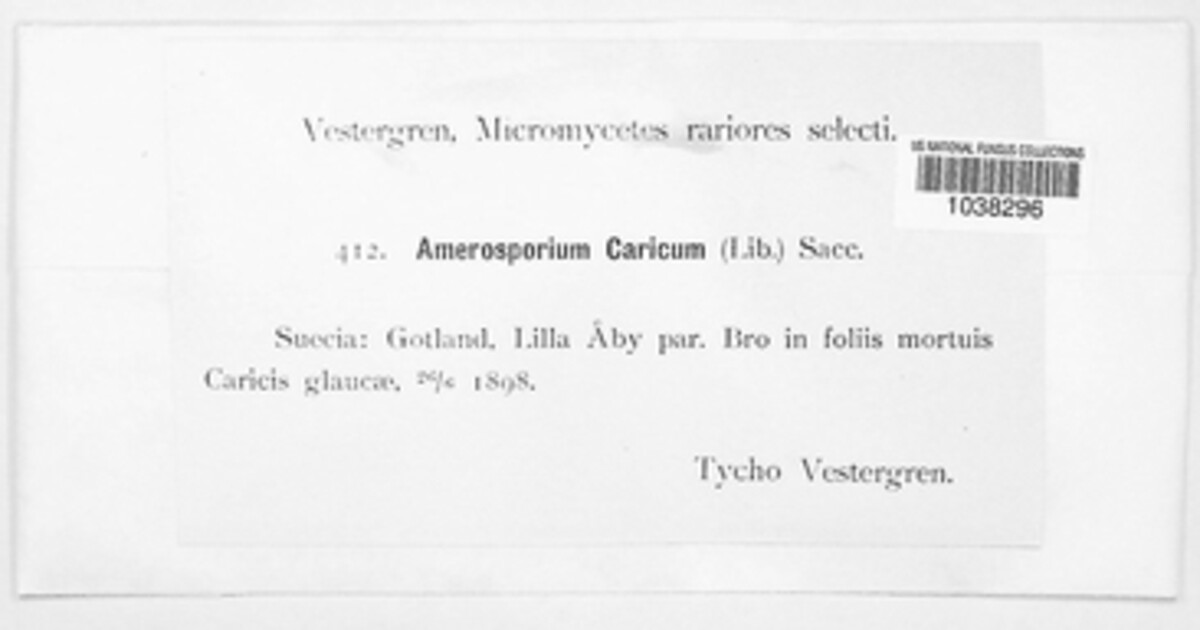 Vestergren, Micromycetes rariores selecti.
US NATIONAL FUNGUS COLLECTIONS
1038296
412. Amerosporium Caricum (Lib.) Sacc.
Suecia: Gotland, Lilla Åby par. Bro in foliis mortuis
Caricis glaucæ, 1898.
Tycho Vestergren.